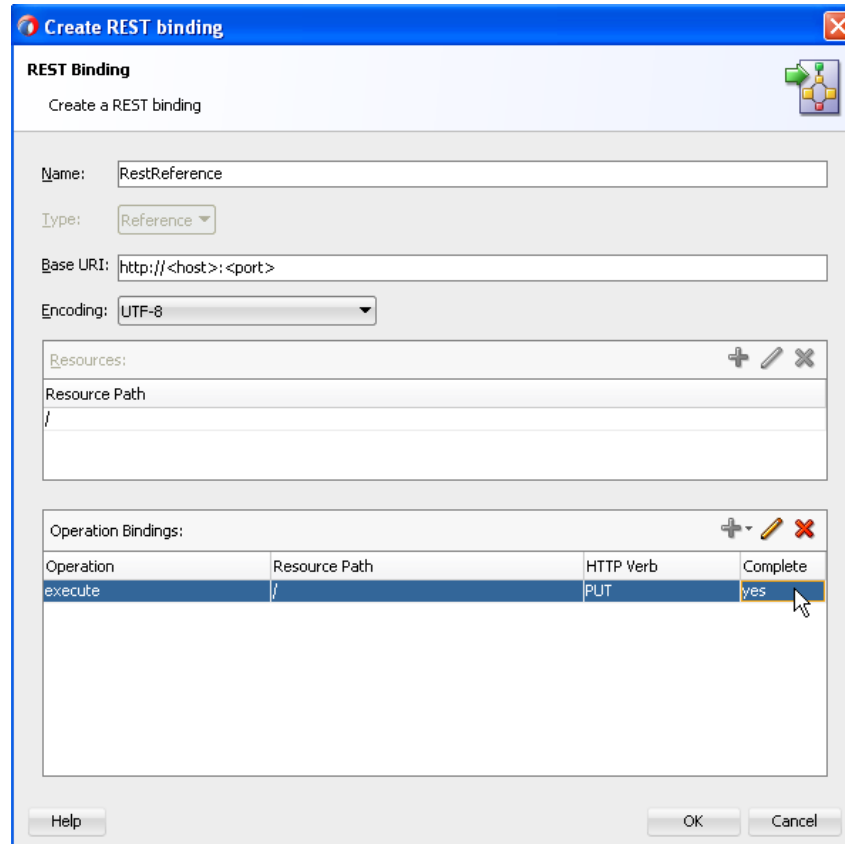 Create REST binding
REST Binding
Create a REST binding
Name: RestReference
Type: Reference
Base URI: http://<host>:<port>
Encoding: UTF-8
Resources:
Resource Path
/
Operation Bindings:
Operation Resource Path HTTP Verb Complete
execute / PUT yes
Help OK Cancel